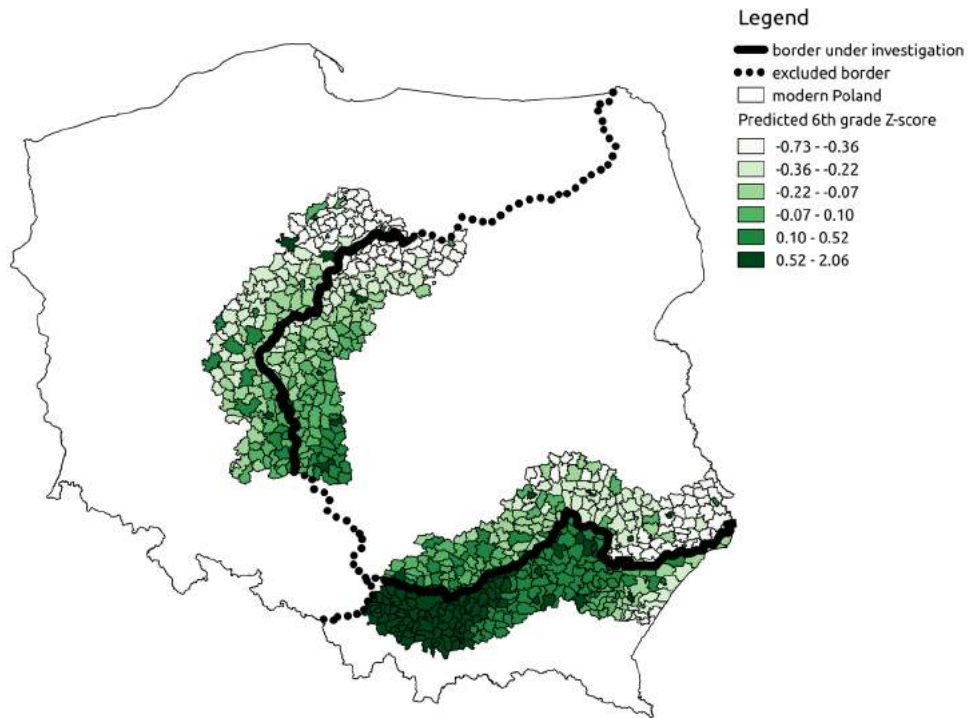 Legend
border under investigation
excluded border
modern Poland
Predicted 6th grade Z-score
-0.73 - -0.36
-0.36 - -0.22
-0.22 - -0.07
-0.07 - 0.10
0.10 - 0.52
0.52 - 2.06